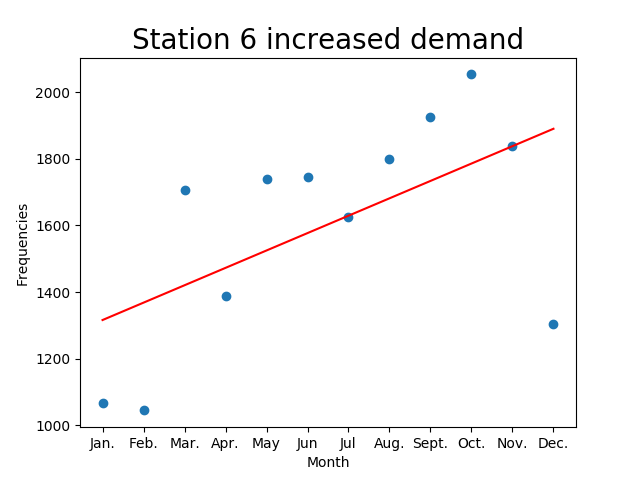 Station 6 increased demand
Frequencies
2000
1800
1600
1400
1200
1000
Jan. Feb. Mar. Apr. May Jun Jul Aug. Sept. Oct. Nov. Dec.
Month